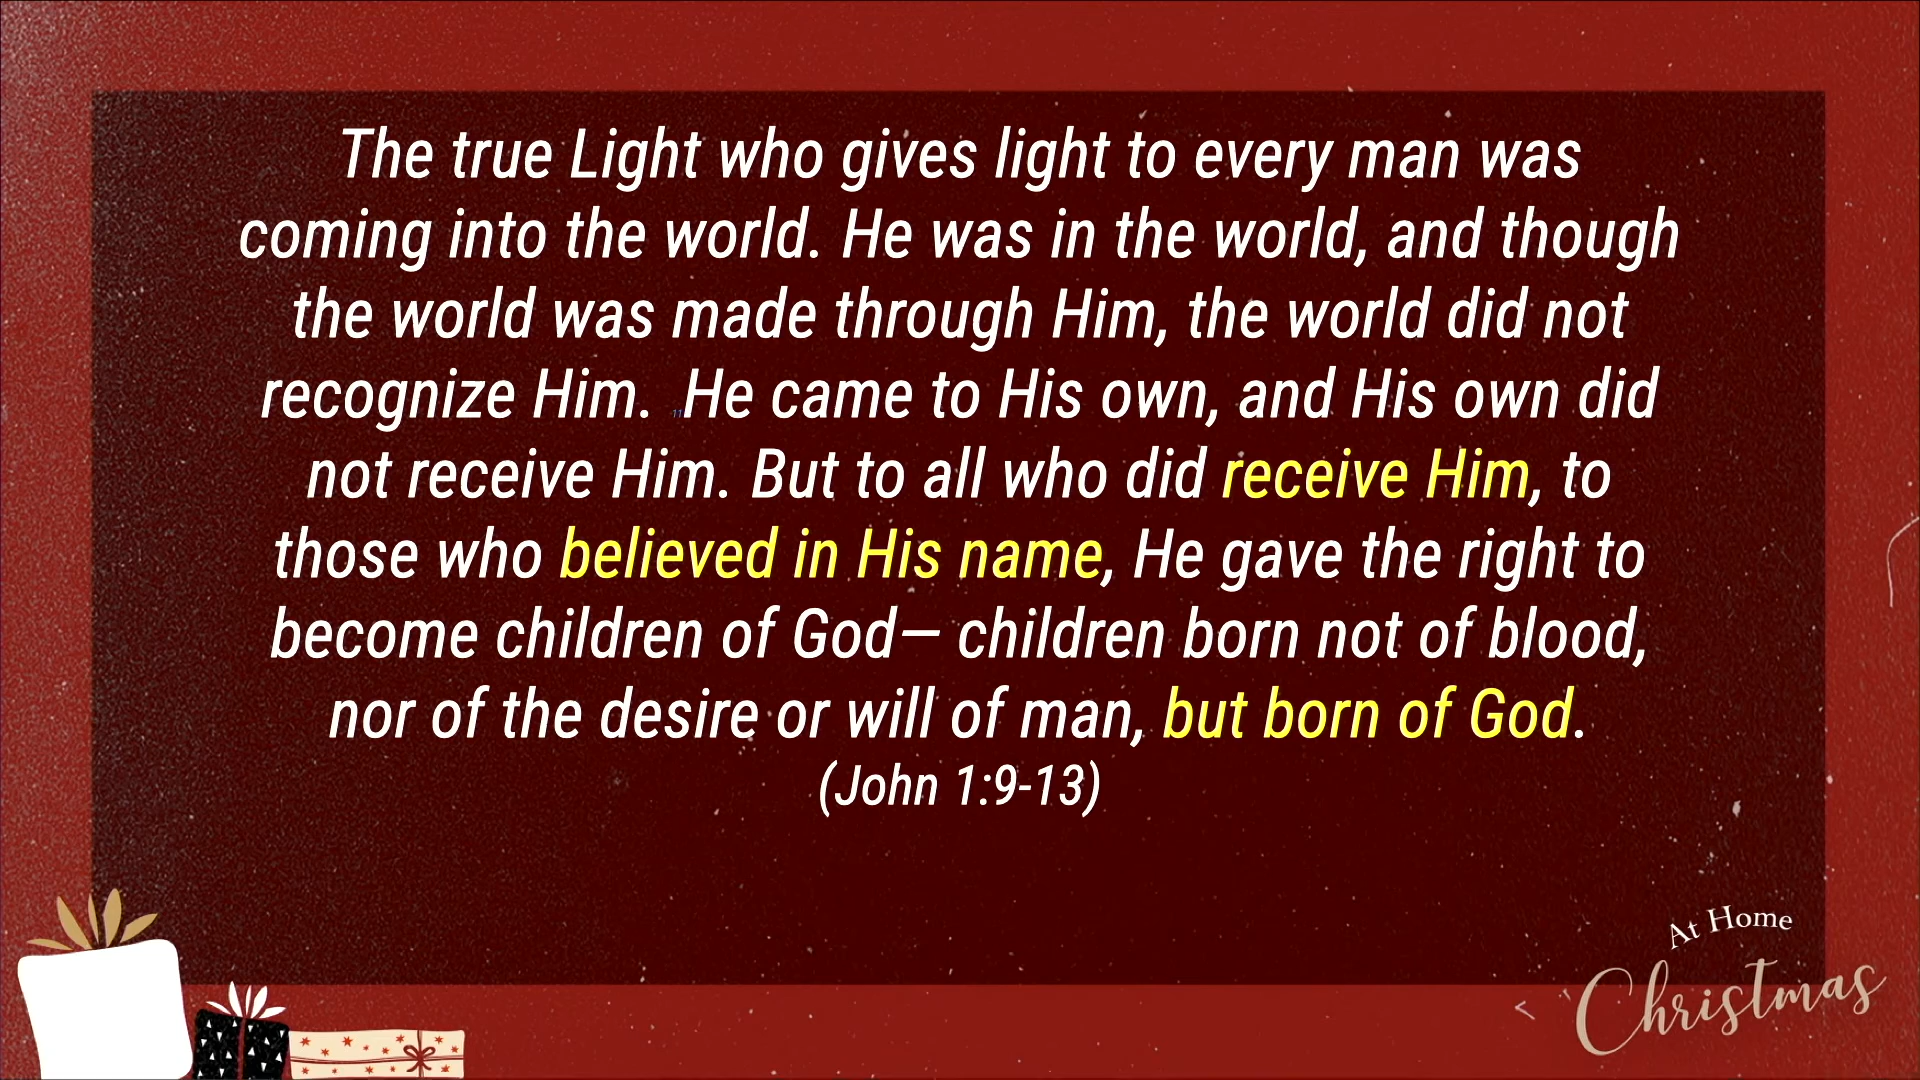 The true Light who gives light to every man was
coming into the world. He was in the world, and though
the world was made through Him, the world did not
recognize Him. 11He came to His own, and His own did
not receive Him. But to all who did receive Him, to
those who believed in His name, He gave the right to
become children of God— children born not of blood,
nor of the desire or will of man, but born of God.
(John 1:9-13)
At Home
Christmas